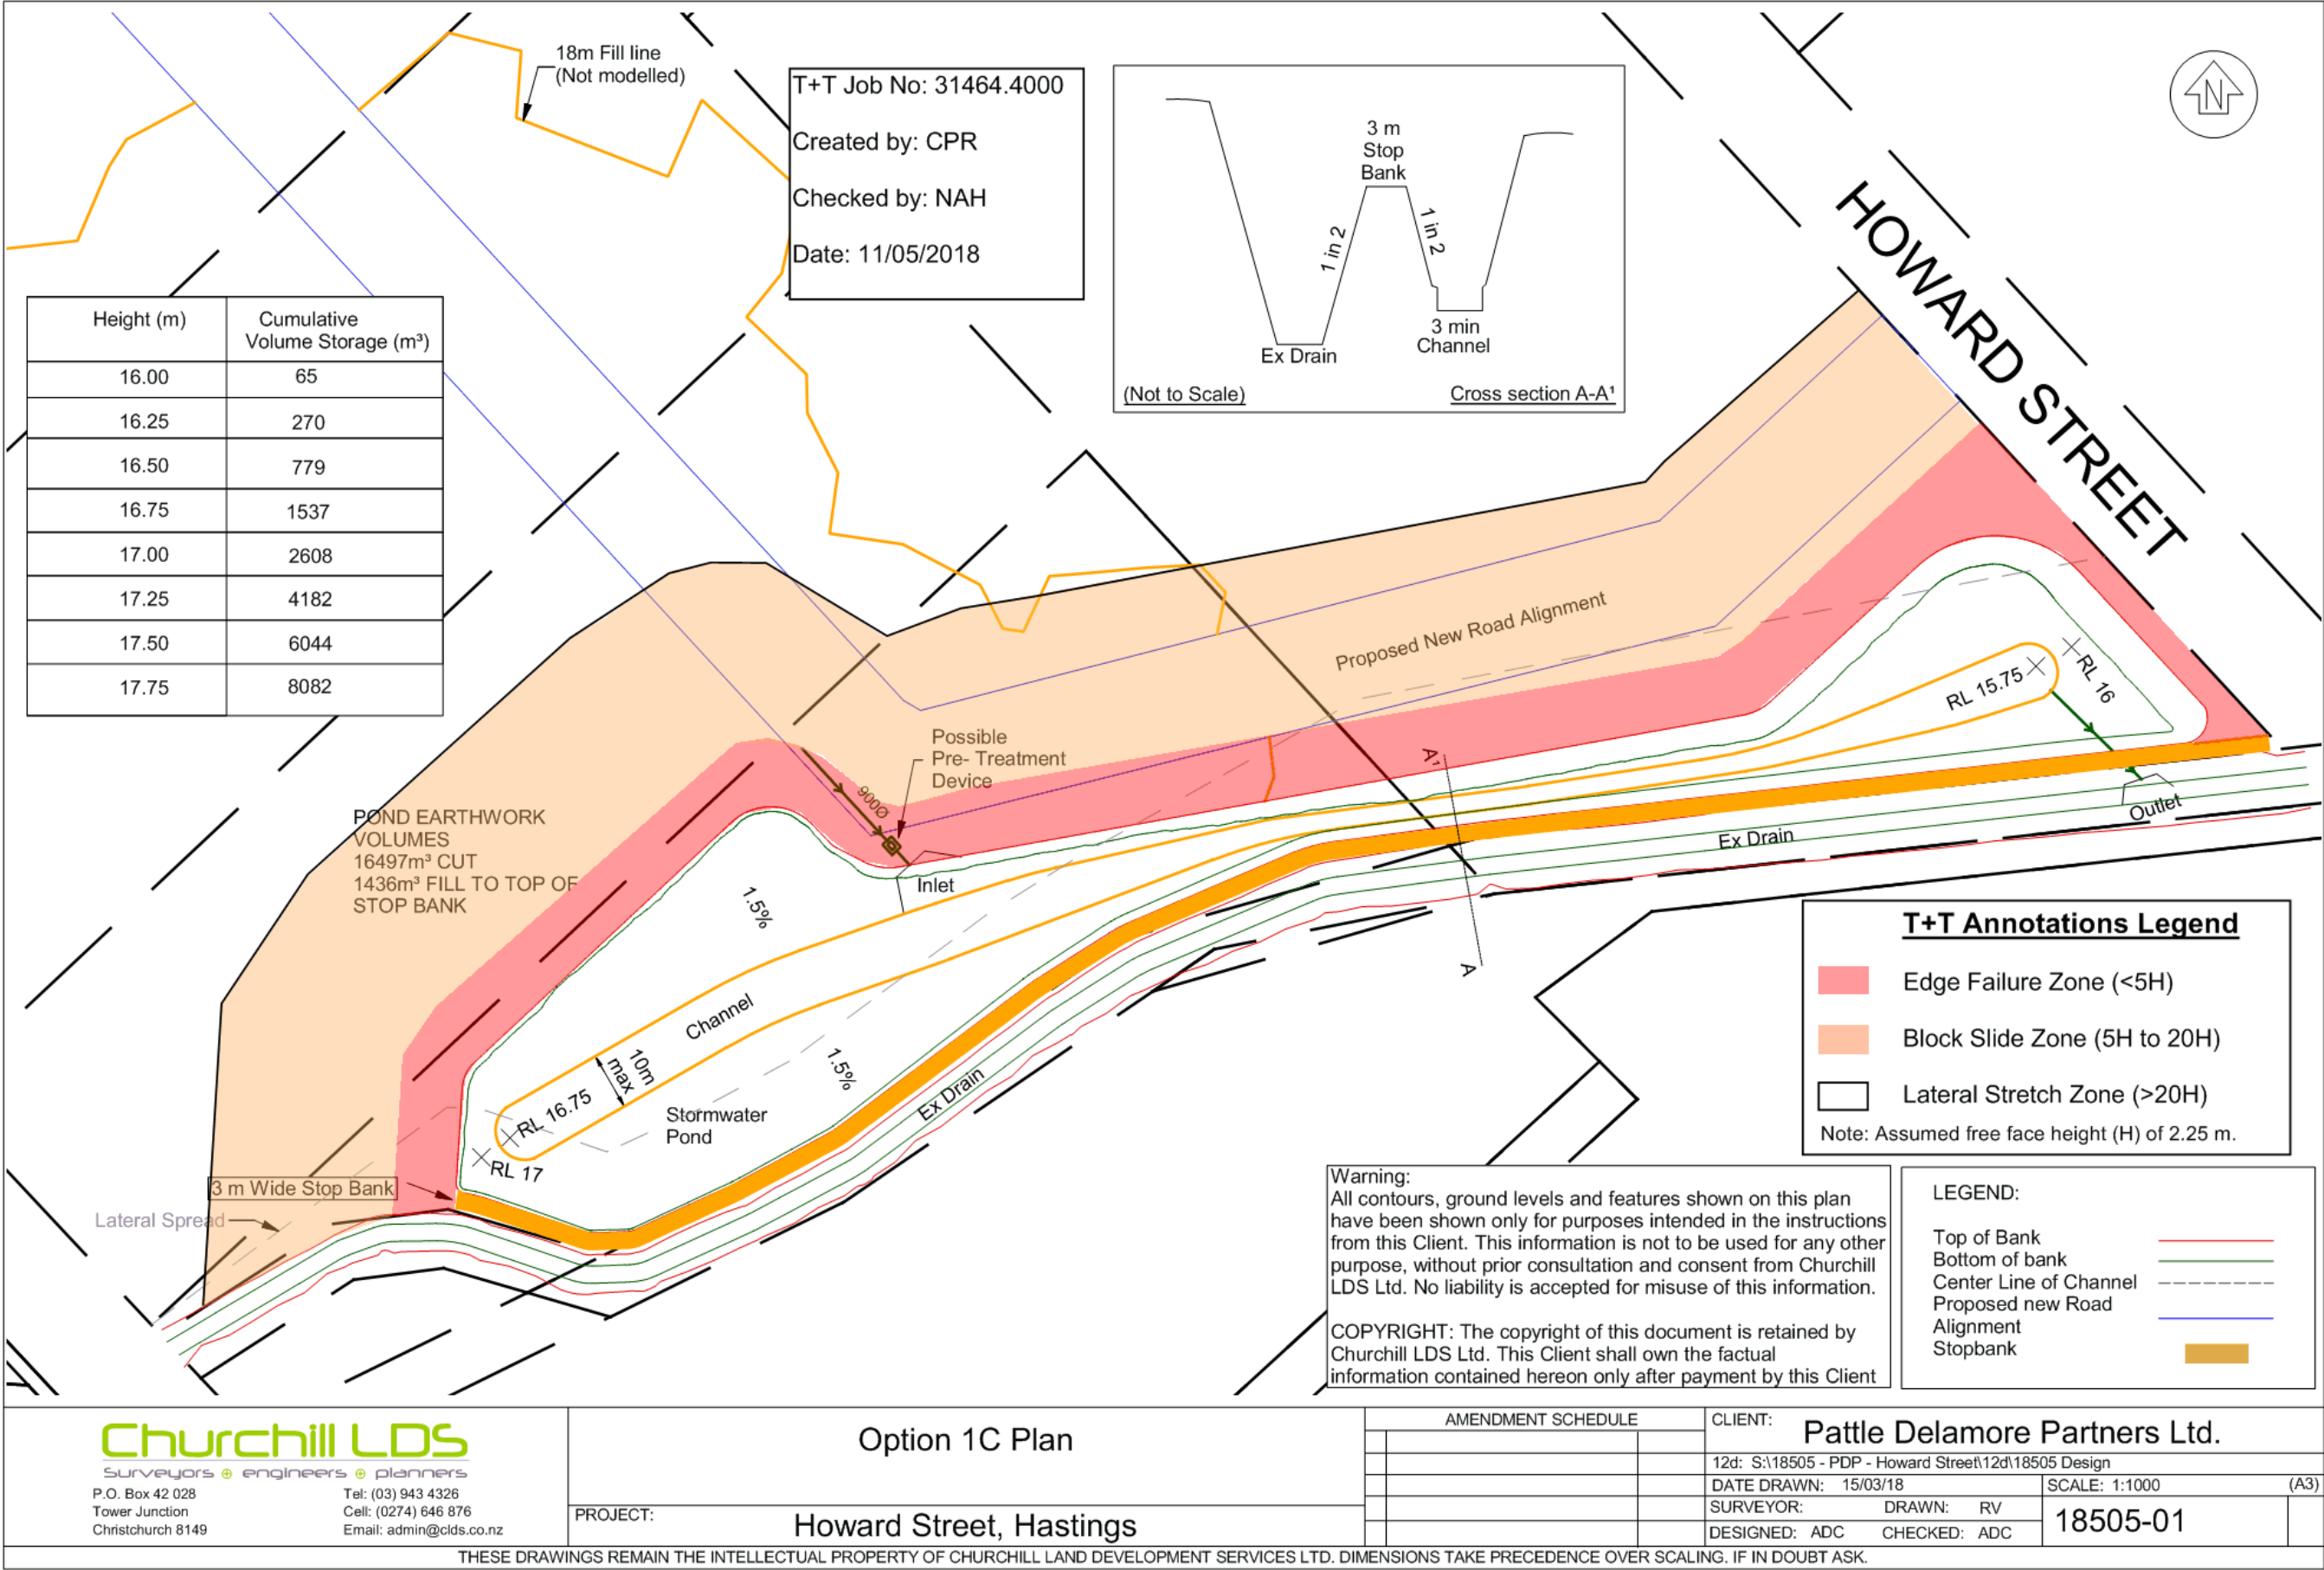 18m Fill line
(Not modelled)
T+T Job No: 31464.4000
Created by: CPR
Checked by: NAH
Date: 11/05/2018
3 m
Stop
Bank
1 in 2
1 in 2
3 min
Channel
Ex Drain
(Not to Scale)
Cross section A-A¹
N
HOWARD STREET
Height (m) Cumulative Volume Storage (m³)
16.00 65
16.25 270
16.50 779
16.75 1537
17.00 2608
17.25 4182
17.50 6044
17.75 8082
Proposed New Road Alignment
RL 15.75
RL 16
Possible
Pre- Treatment
Device
900Ø
A¹
Inlet
Outlet
Ex Drain
POND EARTHWORK
VOLUMES
16497m³ CUT
1436m³ FILL TO TOP OF
STOP BANK
1.5%
A
Channel
10m
max
1.5%
RL 16.75
Ex Drain
Stormwater
Pond
RL 17
3 m Wide Stop Bank
Lateral Spread
T+T Annotations Legend
Edge Failure Zone (<5H)
Block Slide Zone (5H to 20H)
Lateral Stretch Zone (>20H)
Note: Assumed free face height (H) of 2.25 m.
Warning:
All contours, ground levels and features shown on this plan
have been shown only for purposes intended in the instructions
from this Client. This information is not to be used for any other
purpose, without prior consultation and consent from Churchill
LDS Ltd. No liability is accepted for misuse of this information.
COPYRIGHT: The copyright of this document is retained by
Churchill LDS Ltd. This Client shall own the factual
information contained hereon only after payment by this Client
LEGEND:
Top of Bank
Bottom of bank
Center Line of Channel
Proposed new Road
Alignment
Stopbank
Churchill LDS
Surveyors engineers planners
P.O. Box 42 028
Tower Junction
Christchurch 8149
Tel: (03) 943 4326
Cell: (0274) 646 876
Email: admin@clds.co.nz
Option 1C Plan
PROJECT:
Howard Street, Hastings
AMENDMENT SCHEDULE
CLIENT: Pattle Delamore Partners Ltd.
12d: S:\18505 - PDP - Howard Street\12d\18505 Design
DATE DRAWN: 15/03/18
SCALE: 1:1000 (A3)
SURVEYOR: DRAWN: RV
DESIGNED: ADC CHECKED: ADC
18505-01
THESE DRAWINGS REMAIN THE INTELLECTUAL PROPERTY OF CHURCHILL LAND DEVELOPMENT SERVICES LTD. DIMENSIONS TAKE PRECEDENCE OVER SCALING. IF IN DOUBT ASK.